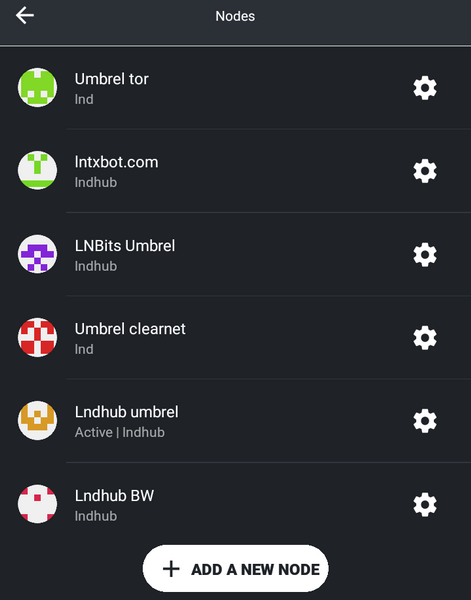 Nodes
Umbrel tor
lnd
lntxbot.com
lndhub
LNBits Umbrel
lndhub
Umbrel clearnet
lnd
Lndhub umbrel
Active | lndhub
Lndhub BW
lndhub
+ ADD A NEW NODE